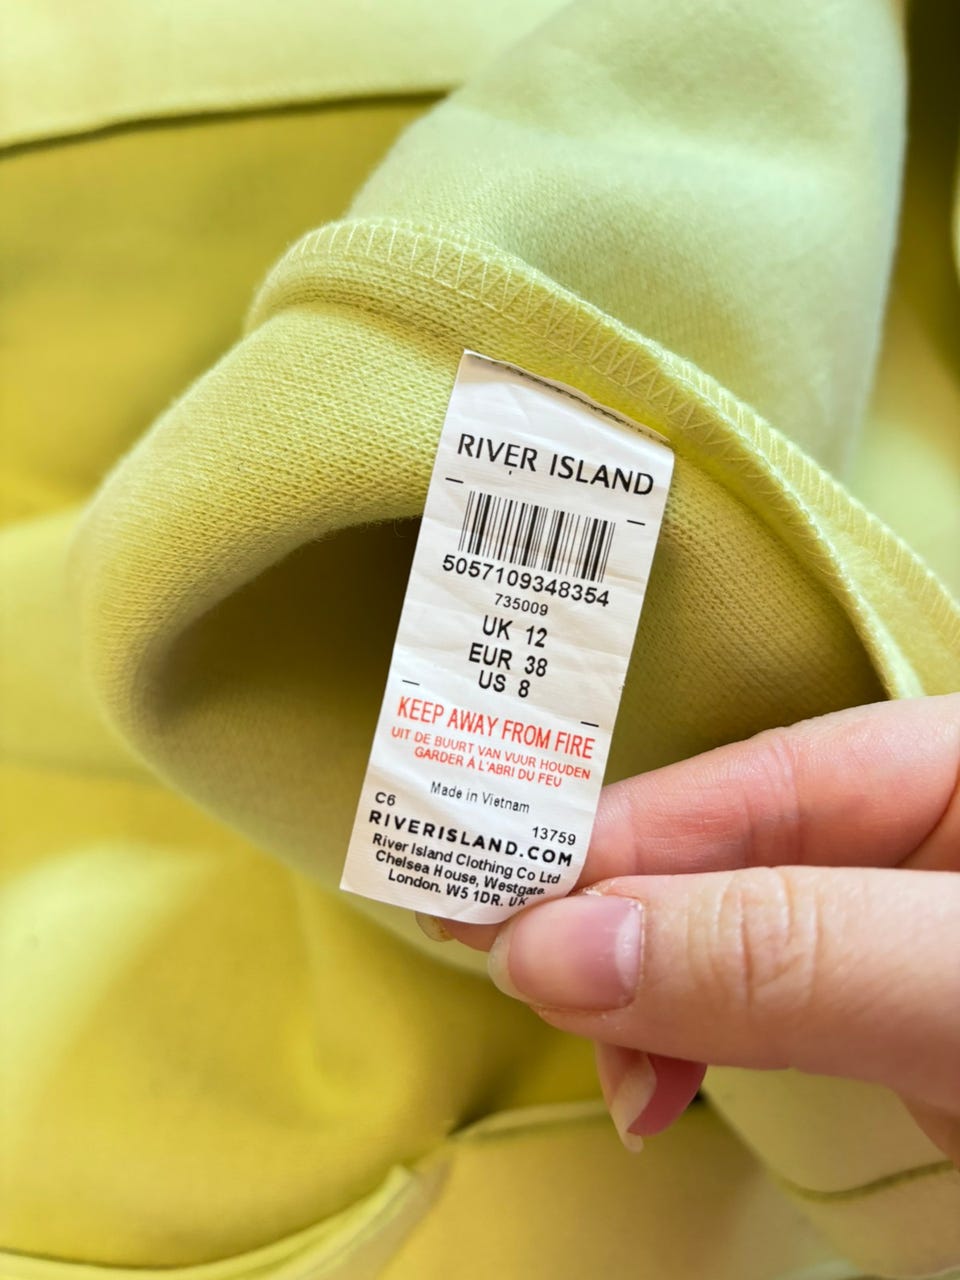 RIVER ISLAND
5057109348354
735009
UK 12
EUR 38
US 8
KEEP AWAY FROM FIRE
UIT DE BUURT VAN VUUR HOUDEN
GARDER À L'ABRI DU FEU
Made in Vietnam
C6 13759
RIVERISLAND.COM
River Island Clothing Co Ltd
Chelsea House, Westgate,
London. W5 1DR. UK